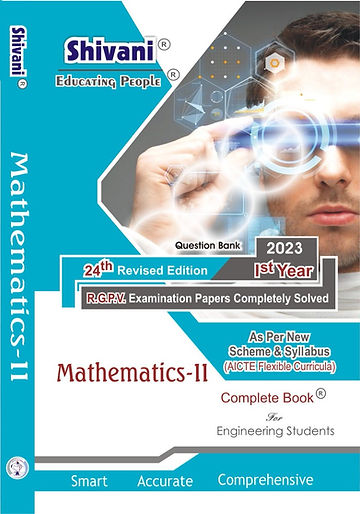 Shivani ®
Mathematics-II
Shivani ®
Educating People ®
Question Bank
2023
24th Revised Edition
Ist Year
R.G.P.V. Examination Papers Completely Solved
As Per New
Scheme & Syllabus
(AICTE Flexible Curricula)
Mathematics-II
Complete Book ®
For
Engineering Students
Smart Accurate Comprehensive